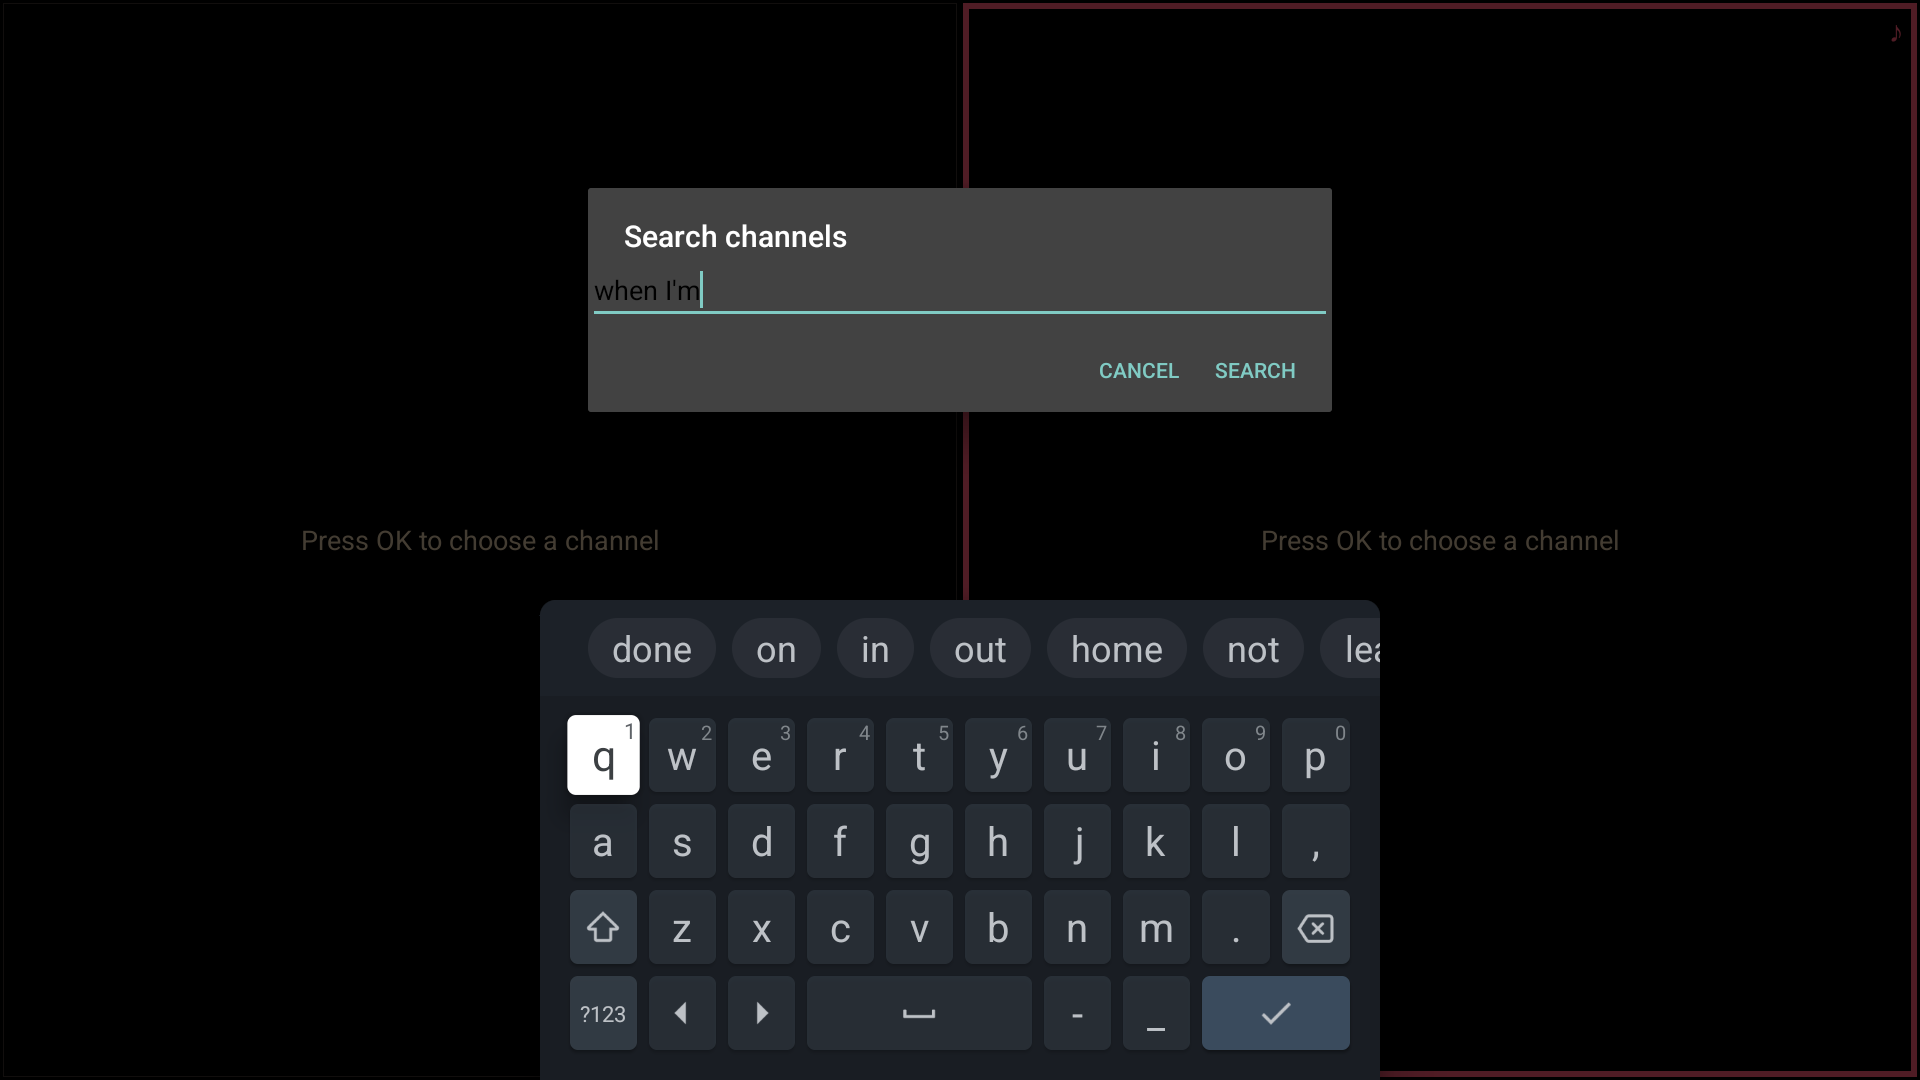 ♪
Search channels
when I'm
CANCEL SEARCH
Press OK to choose a channel
Press OK to choose a channel
done on in out home not lea
q 1 w 2 e 3 r 4 t 5 y 6 u 7 i 8 o 9 p 0
a s d f g h j k l ,
z x c v b n m .
?123 - _